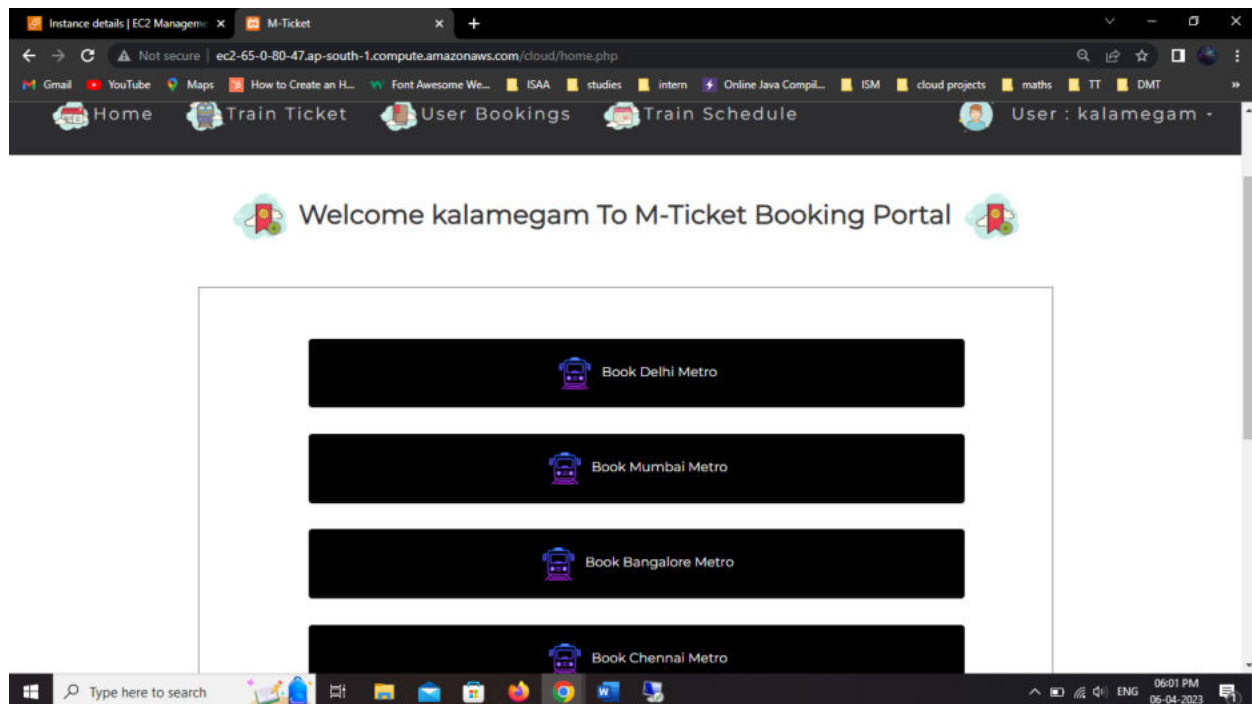 Instance details | EC2 Manageme
M-Ticket
Not secure | ec2-65-0-80-47.ap-south-1.compute.amazonaws.com/cloud/home.php
Gmail YouTube Maps How to Create an H... Font Awesome We... ISAA studies intern Online Java Compil... ISM cloud projects maths TT DMT »
Home Train Ticket User Bookings Train Schedule User : kalamegam
Welcome kalamegam To M-Ticket Booking Portal
Book Delhi Metro
Book Mumbai Metro
Book Bangalore Metro
Book Chennai Metro
Type here to search
ENG
06:01 PM
06-04-2023